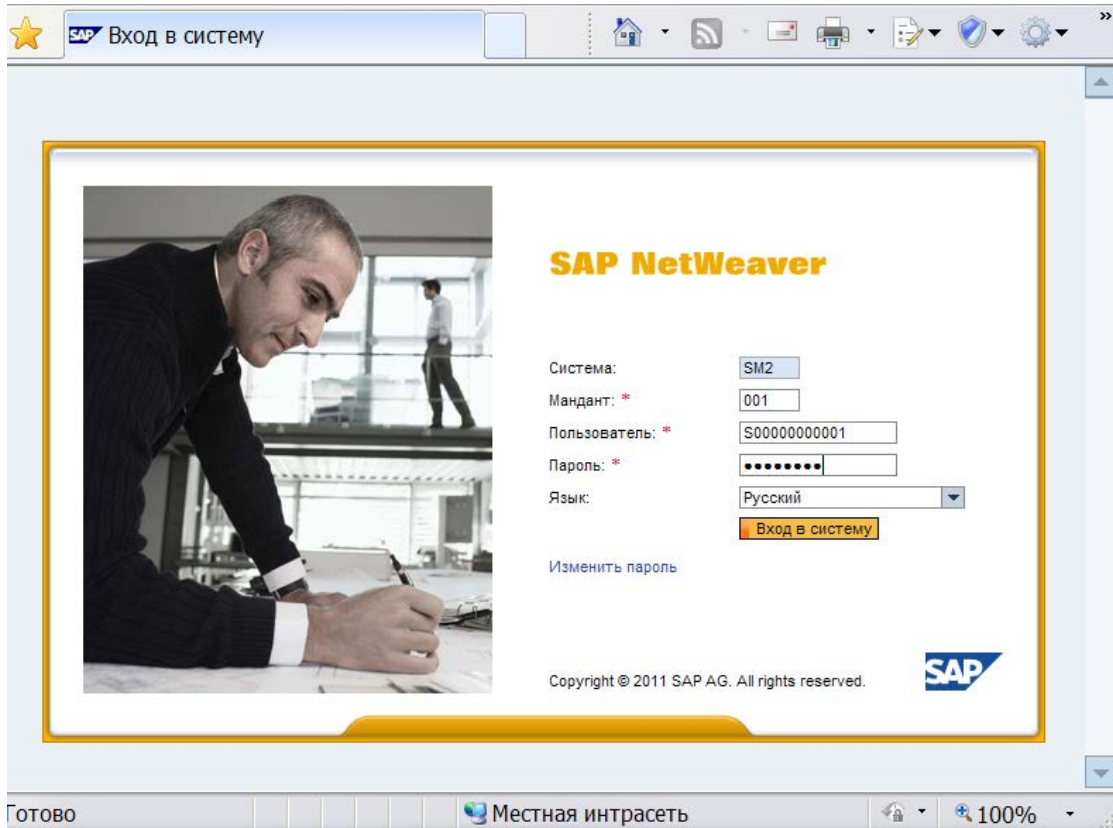 SAP Вход в систему
»
SAP NetWeaver
Система: SM2
Мандант: * 001
Пользователь: * S00000000001
Пароль: * ••••••••
Язык: Русский
Вход в систему
Изменить пароль
Copyright © 2011 SAP AG. All rights reserved.
SAP
Готово Местная интрасеть 100%